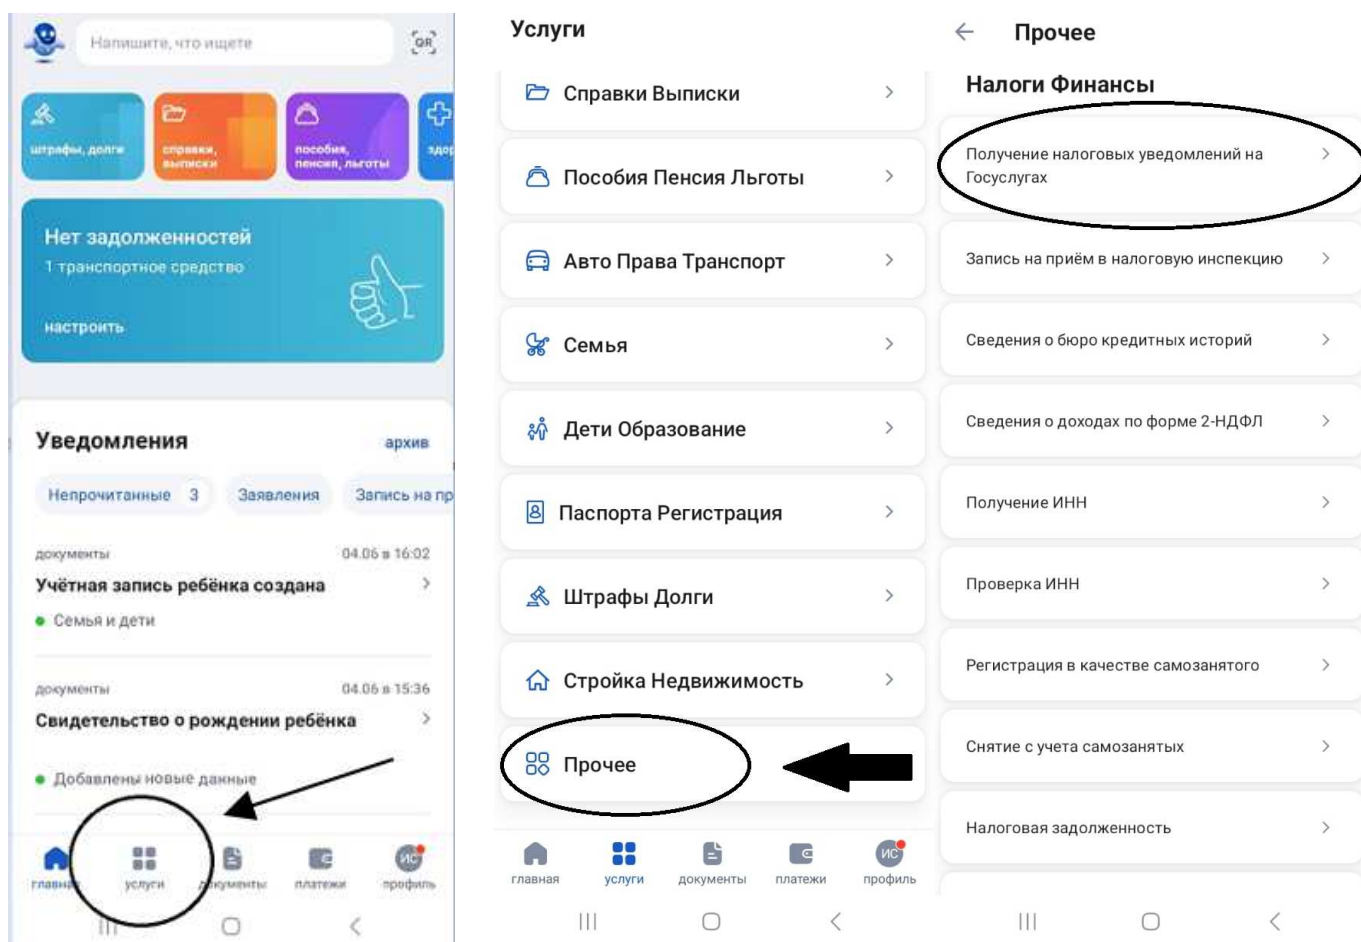 Напишите, что ищете
QR
штрафы, долги
справки,
выписки
пособия,
пенсия, льготы
здор
Нет задолженностей
1 транспортное средство
настроить
Уведомления
архив
Непрочитанные 3
Заявления
Запись на пр
документы
04.06 в 16:02
Учётная запись ребёнка создана
Семья и дети
документы
04.06 в 15:36
Свидетельство о рождении ребёнка
Добавлены новые данные
главная
услуги
документы
платежи
ИС
профиль
Услуги
Справки Выписки
Пособия Пенсия Льготы
Авто Права Транспорт
Семья
Дети Образование
Паспорта Регистрация
Штрафы Долги
Стройка Недвижимость
Прочее
главная
услуги
документы
платежи
ИС
профиль
Прочее
Налоги Финансы
Получение налоговых уведомлений на
Госуслугах
Запись на приём в налоговую инспекцию
Сведения о бюро кредитных историй
Сведения о доходах по форме 2-НДФЛ
Получение ИНН
Проверка ИНН
Регистрация в качестве самозанятого
Снятие с учета самозанятых
Налоговая задолженность